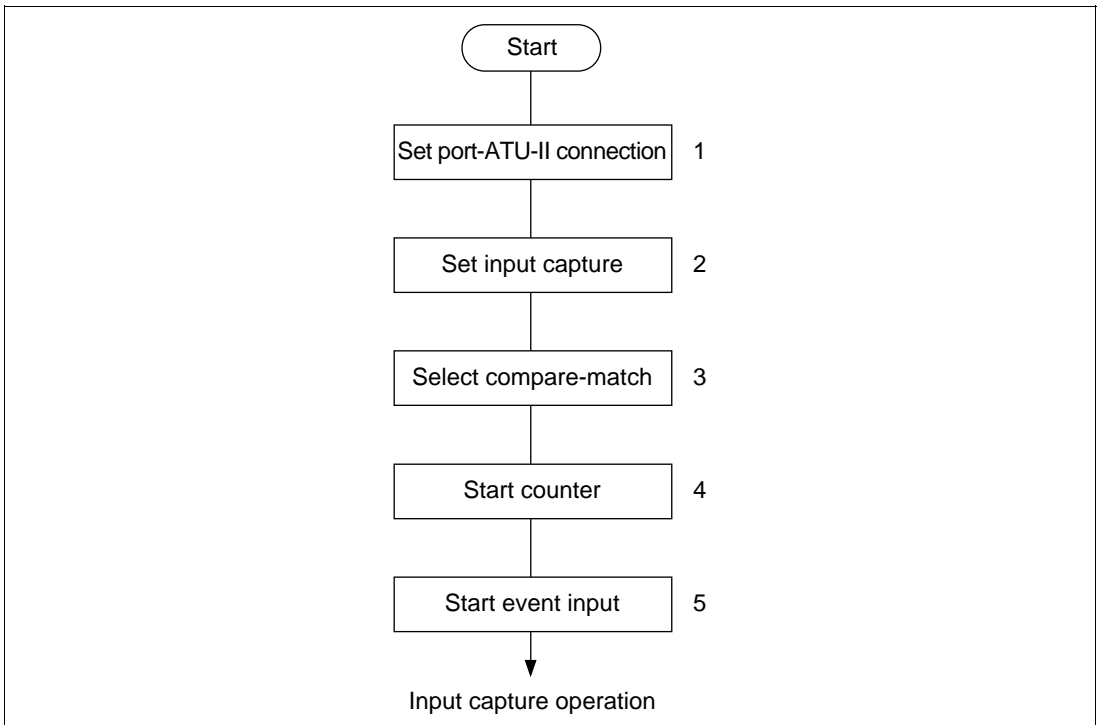 Start
Set port-ATU-II connection 1
Set input capture 2
Select compare-match 3
Start counter 4
Start event input 5
Input capture operation